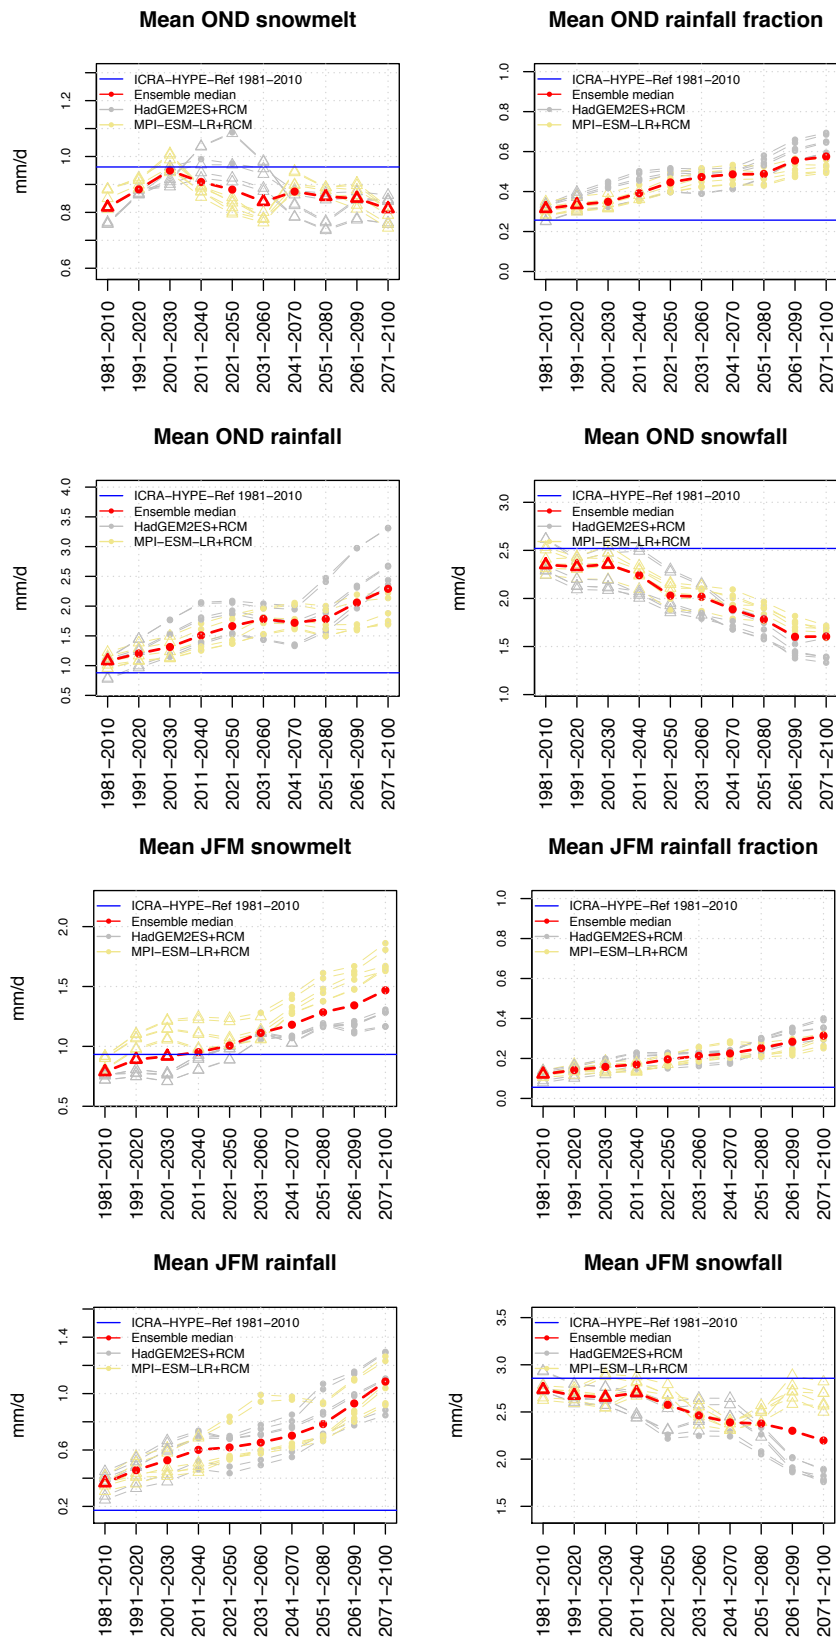 Mean OND snowmelt
mm/d
0.6
0.8
1.0
1.2
ICRA−HYPE−Ref 1981−2010
Ensemble median
HadGEM2ES+RCM
MPI−ESM−LR+RCM
1981−2010
1991−2020
2001−2030
2011−2040
2021−2050
2031−2060
2041−2070
2051−2080
2061−2090
2071−2100
Mean OND rainfall fraction
0.0
0.2
0.4
0.6
0.8
1.0
ICRA−HYPE−Ref 1981−2010
Ensemble median
HadGEM2ES+RCM
MPI−ESM−LR+RCM
1981−2010
1991−2020
2001−2030
2011−2040
2021−2050
2031−2060
2041−2070
2051−2080
2061−2090
2071−2100
Mean OND rainfall
mm/d
0.5
1.0
1.5
2.0
2.5
3.0
3.5
4.0
ICRA−HYPE−Ref 1981−2010
Ensemble median
HadGEM2ES+RCM
MPI−ESM−LR+RCM
1981−2010
1991−2020
2001−2030
2011−2040
2021−2050
2031−2060
2041−2070
2051−2080
2061−2090
2071−2100
Mean OND snowfall
mm/d
1.0
1.5
2.0
2.5
3.0
ICRA−HYPE−Ref 1981−2010
Ensemble median
HadGEM2ES+RCM
MPI−ESM−LR+RCM
1981−2010
1991−2020
2001−2030
2011−2040
2021−2050
2031−2060
2041−2070
2051−2080
2061−2090
2071−2100
Mean JFM snowmelt
mm/d
0.5
1.0
1.5
2.0
ICRA−HYPE−Ref 1981−2010
Ensemble median
HadGEM2ES+RCM
MPI−ESM−LR+RCM
1981−2010
1991−2020
2001−2030
2011−2040
2021−2050
2031−2060
2041−2070
2051−2080
2061−2090
2071−2100
Mean JFM rainfall fraction
0.0
0.2
0.4
0.6
0.8
1.0
ICRA−HYPE−Ref 1981−2010
Ensemble median
HadGEM2ES+RCM
MPI−ESM−LR+RCM
1981−2010
1991−2020
2001−2030
2011−2040
2021−2050
2031−2060
2041−2070
2051−2080
2061−2090
2071−2100
Mean JFM rainfall
mm/d
0.2
0.6
1.0
1.4
ICRA−HYPE−Ref 1981−2010
Ensemble median
HadGEM2ES+RCM
MPI−ESM−LR+RCM
1981−2010
1991−2020
2001−2030
2011−2040
2021−2050
2031−2060
2041−2070
2051−2080
2061−2090
2071−2100
Mean JFM snowfall
mm/d
1.5
2.0
2.5
3.0
3.5
ICRA−HYPE−Ref 1981−2010
Ensemble median
HadGEM2ES+RCM
MPI−ESM−LR+RCM
1981−2010
1991−2020
2001−2030
2011−2040
2021−2050
2031−2060
2041−2070
2051−2080
2061−2090
2071−2100